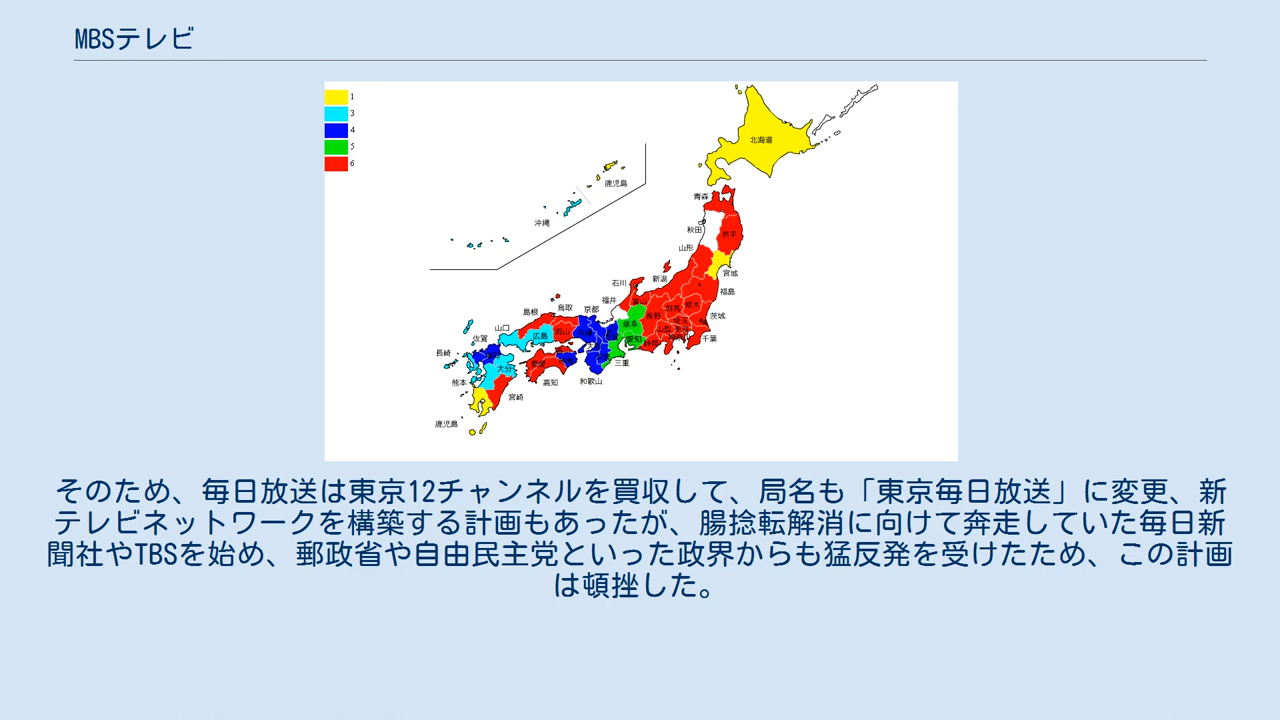 MBSテレビ
1
3
4
5
6
北海道
鹿児島
沖縄
青森
秋田
岩手
山形
宮城
新潟
石川
福島
福井
富山
群馬
栃木
鳥取
京都
長野
茨城
島根
埼玉
山口
岐阜
山梨
広島
岡山
愛知
静岡
千葉
佐賀
長崎
三重
大分
愛媛
高知
和歌山
熊本
宮崎
鹿児島
そのため、毎日放送は東京12チャンネルを買収して、局名も「東京毎日放送」に変更、新
テレビネットワークを構築する計画もあったが、腸捻転解消に向けて奔走していた毎日新
聞社やTBSを始め、郵政省や自由民主党といった政界からも猛反発を受けたため、この計画
は頓挫した。